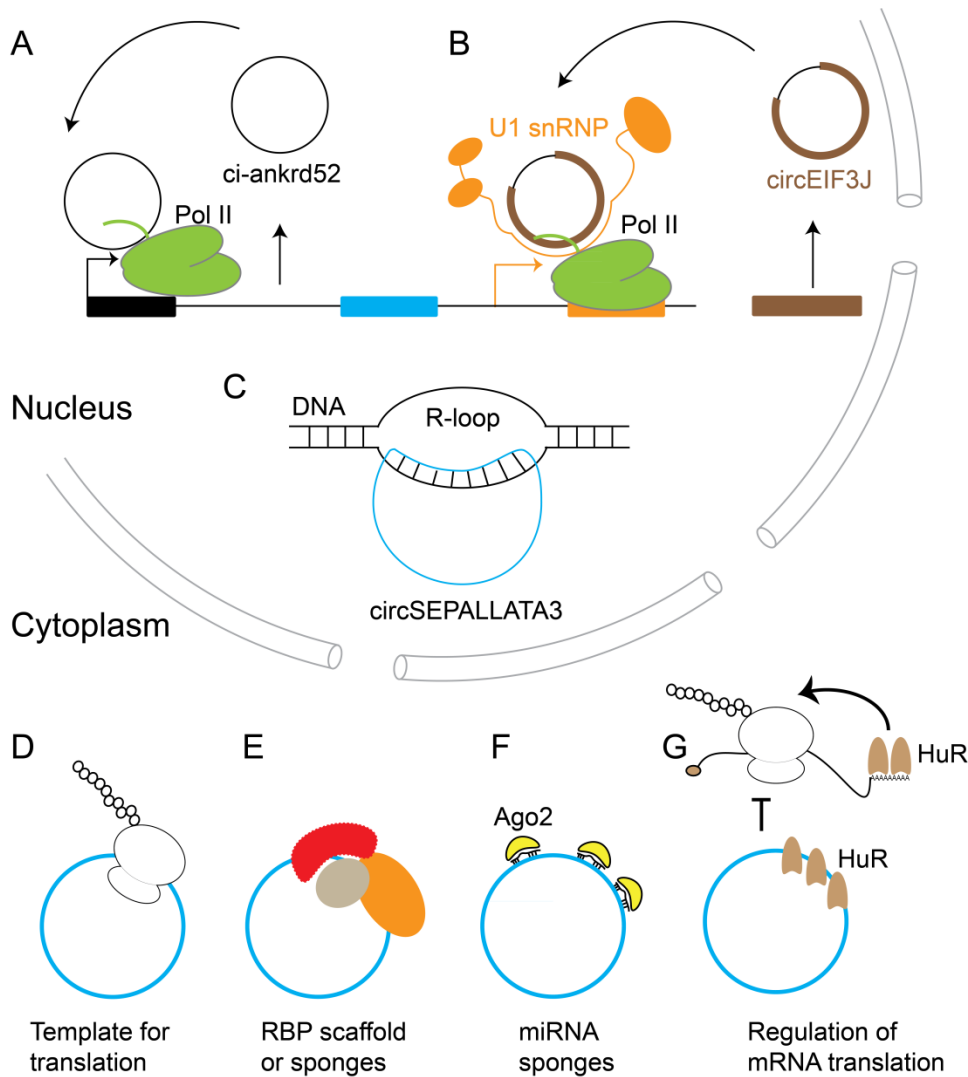 A
B
U1 snRNP
ci-ankrd52
circEIF3J
Pol II
Pol II
Nucleus
C
DNA
R-loop
circSEPALLATA3
Cytoplasm
D
E
F
G
HuR
AAAAAAAAA
Ago2
HuR
Template for
translation
RBP scaffold
or sponges
miRNA
sponges
Regulation of
mRNA translation